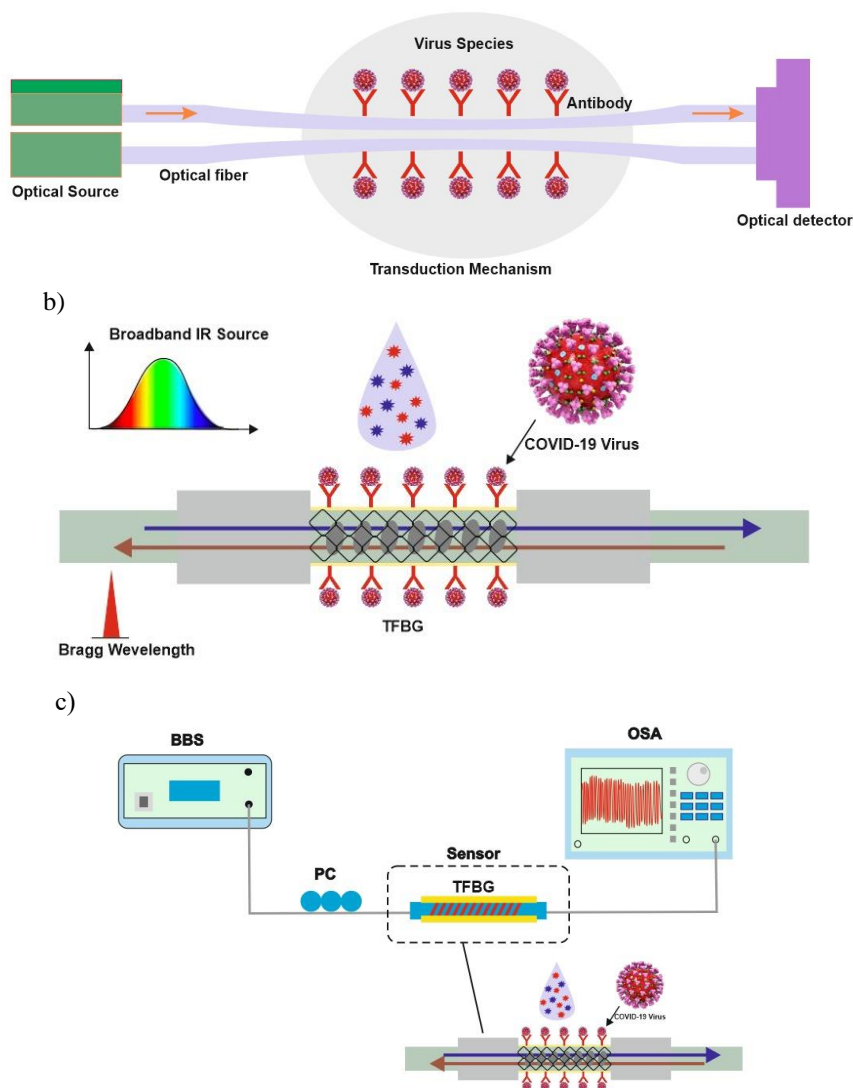 Virus Species
Antibody
Optical fiber
Optical Source
Optical detector
Transduction Mechanism
b)
Broadband IR Source
COVID-19 Virus
TFBG
Bragg Wevelength
c)
BBS
OSA
Sensor
PC
TFBG
COVID-19 Virus